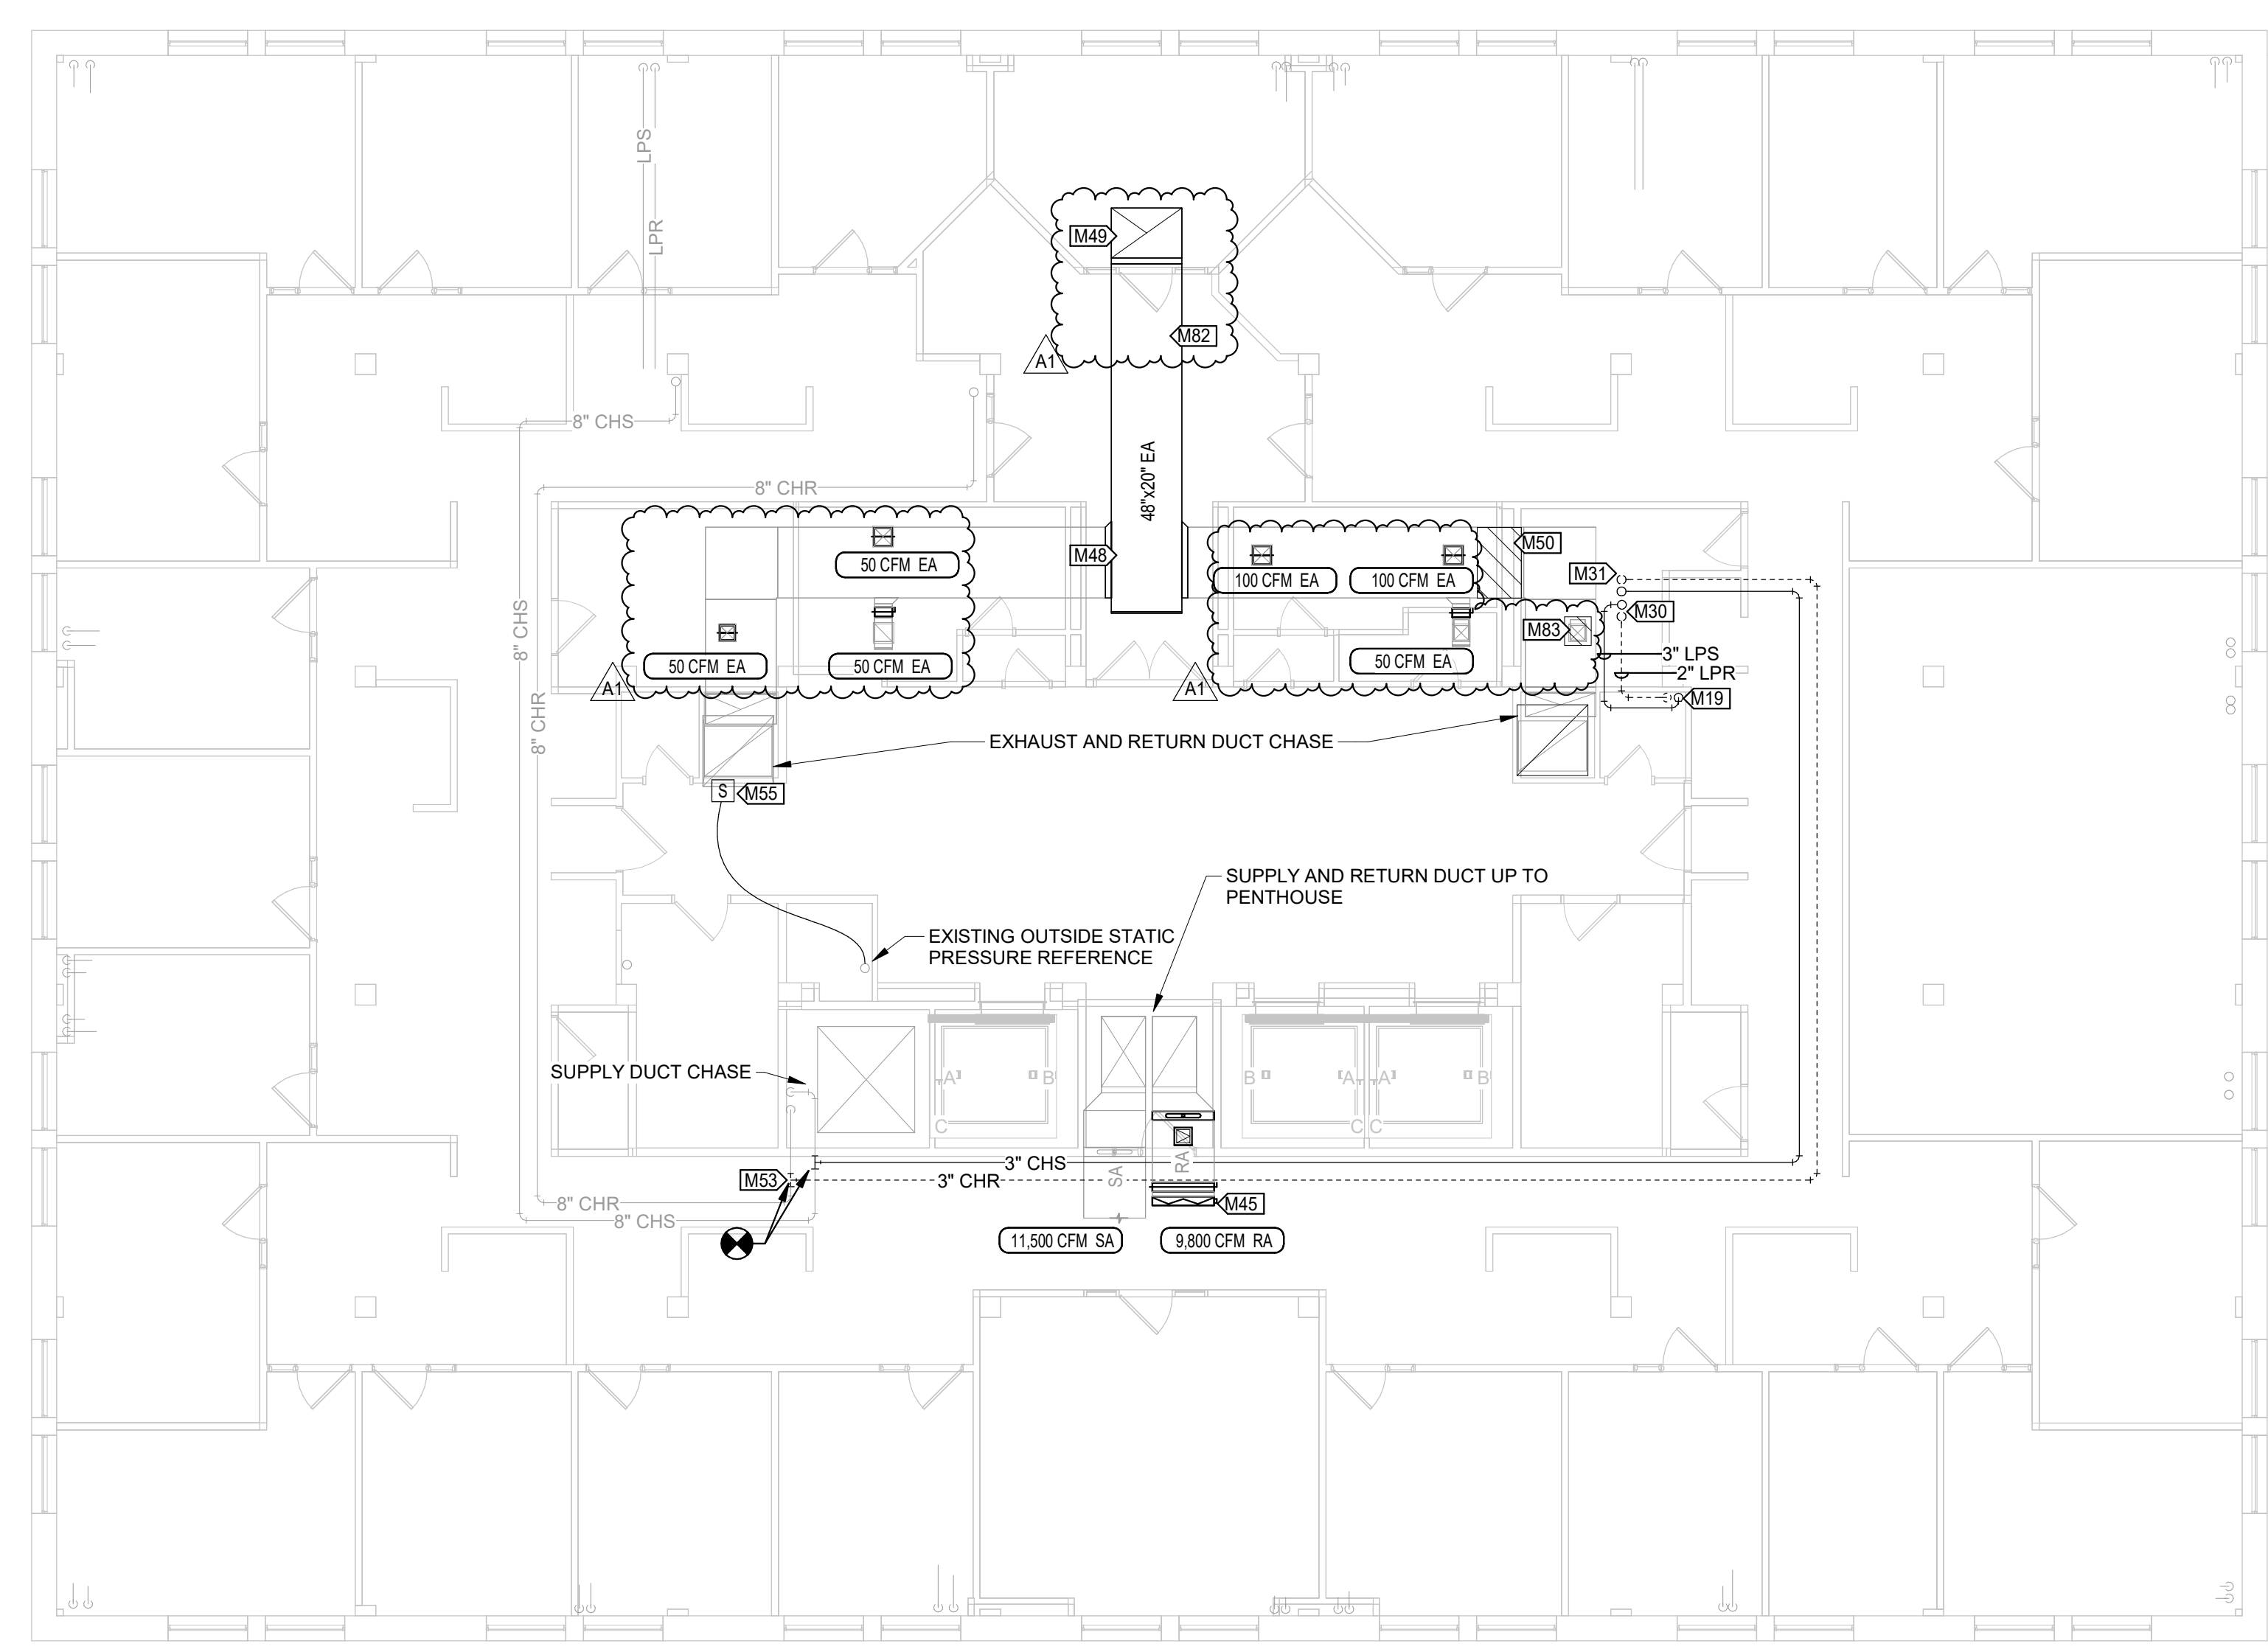 LPS
LPR
M49
M82
A1
8" CHS
8" CHR
48"x20" EA
M48
M50
50 CFM EA
100 CFM EA
100 CFM EA
M31
M30
M83
8" CHS
50 CFM EA
50 CFM EA
50 CFM EA
3" LPS
2" LPR
A1
A1
M19
8" CHR
EXHAUST AND RETURN DUCT CHASE
S
M55
SUPPLY AND RETURN DUCT UP TO
PENTHOUSE
EXISTING OUTSIDE STATIC
PRESSURE REFERENCE
SUPPLY DUCT CHASE
A
B
B
A
A
B
C
C
C
3" CHS
SA
RA
M53
3" CHR
8" CHR
M45
8" CHS
11,500 CFM SA
9,800 CFM RA